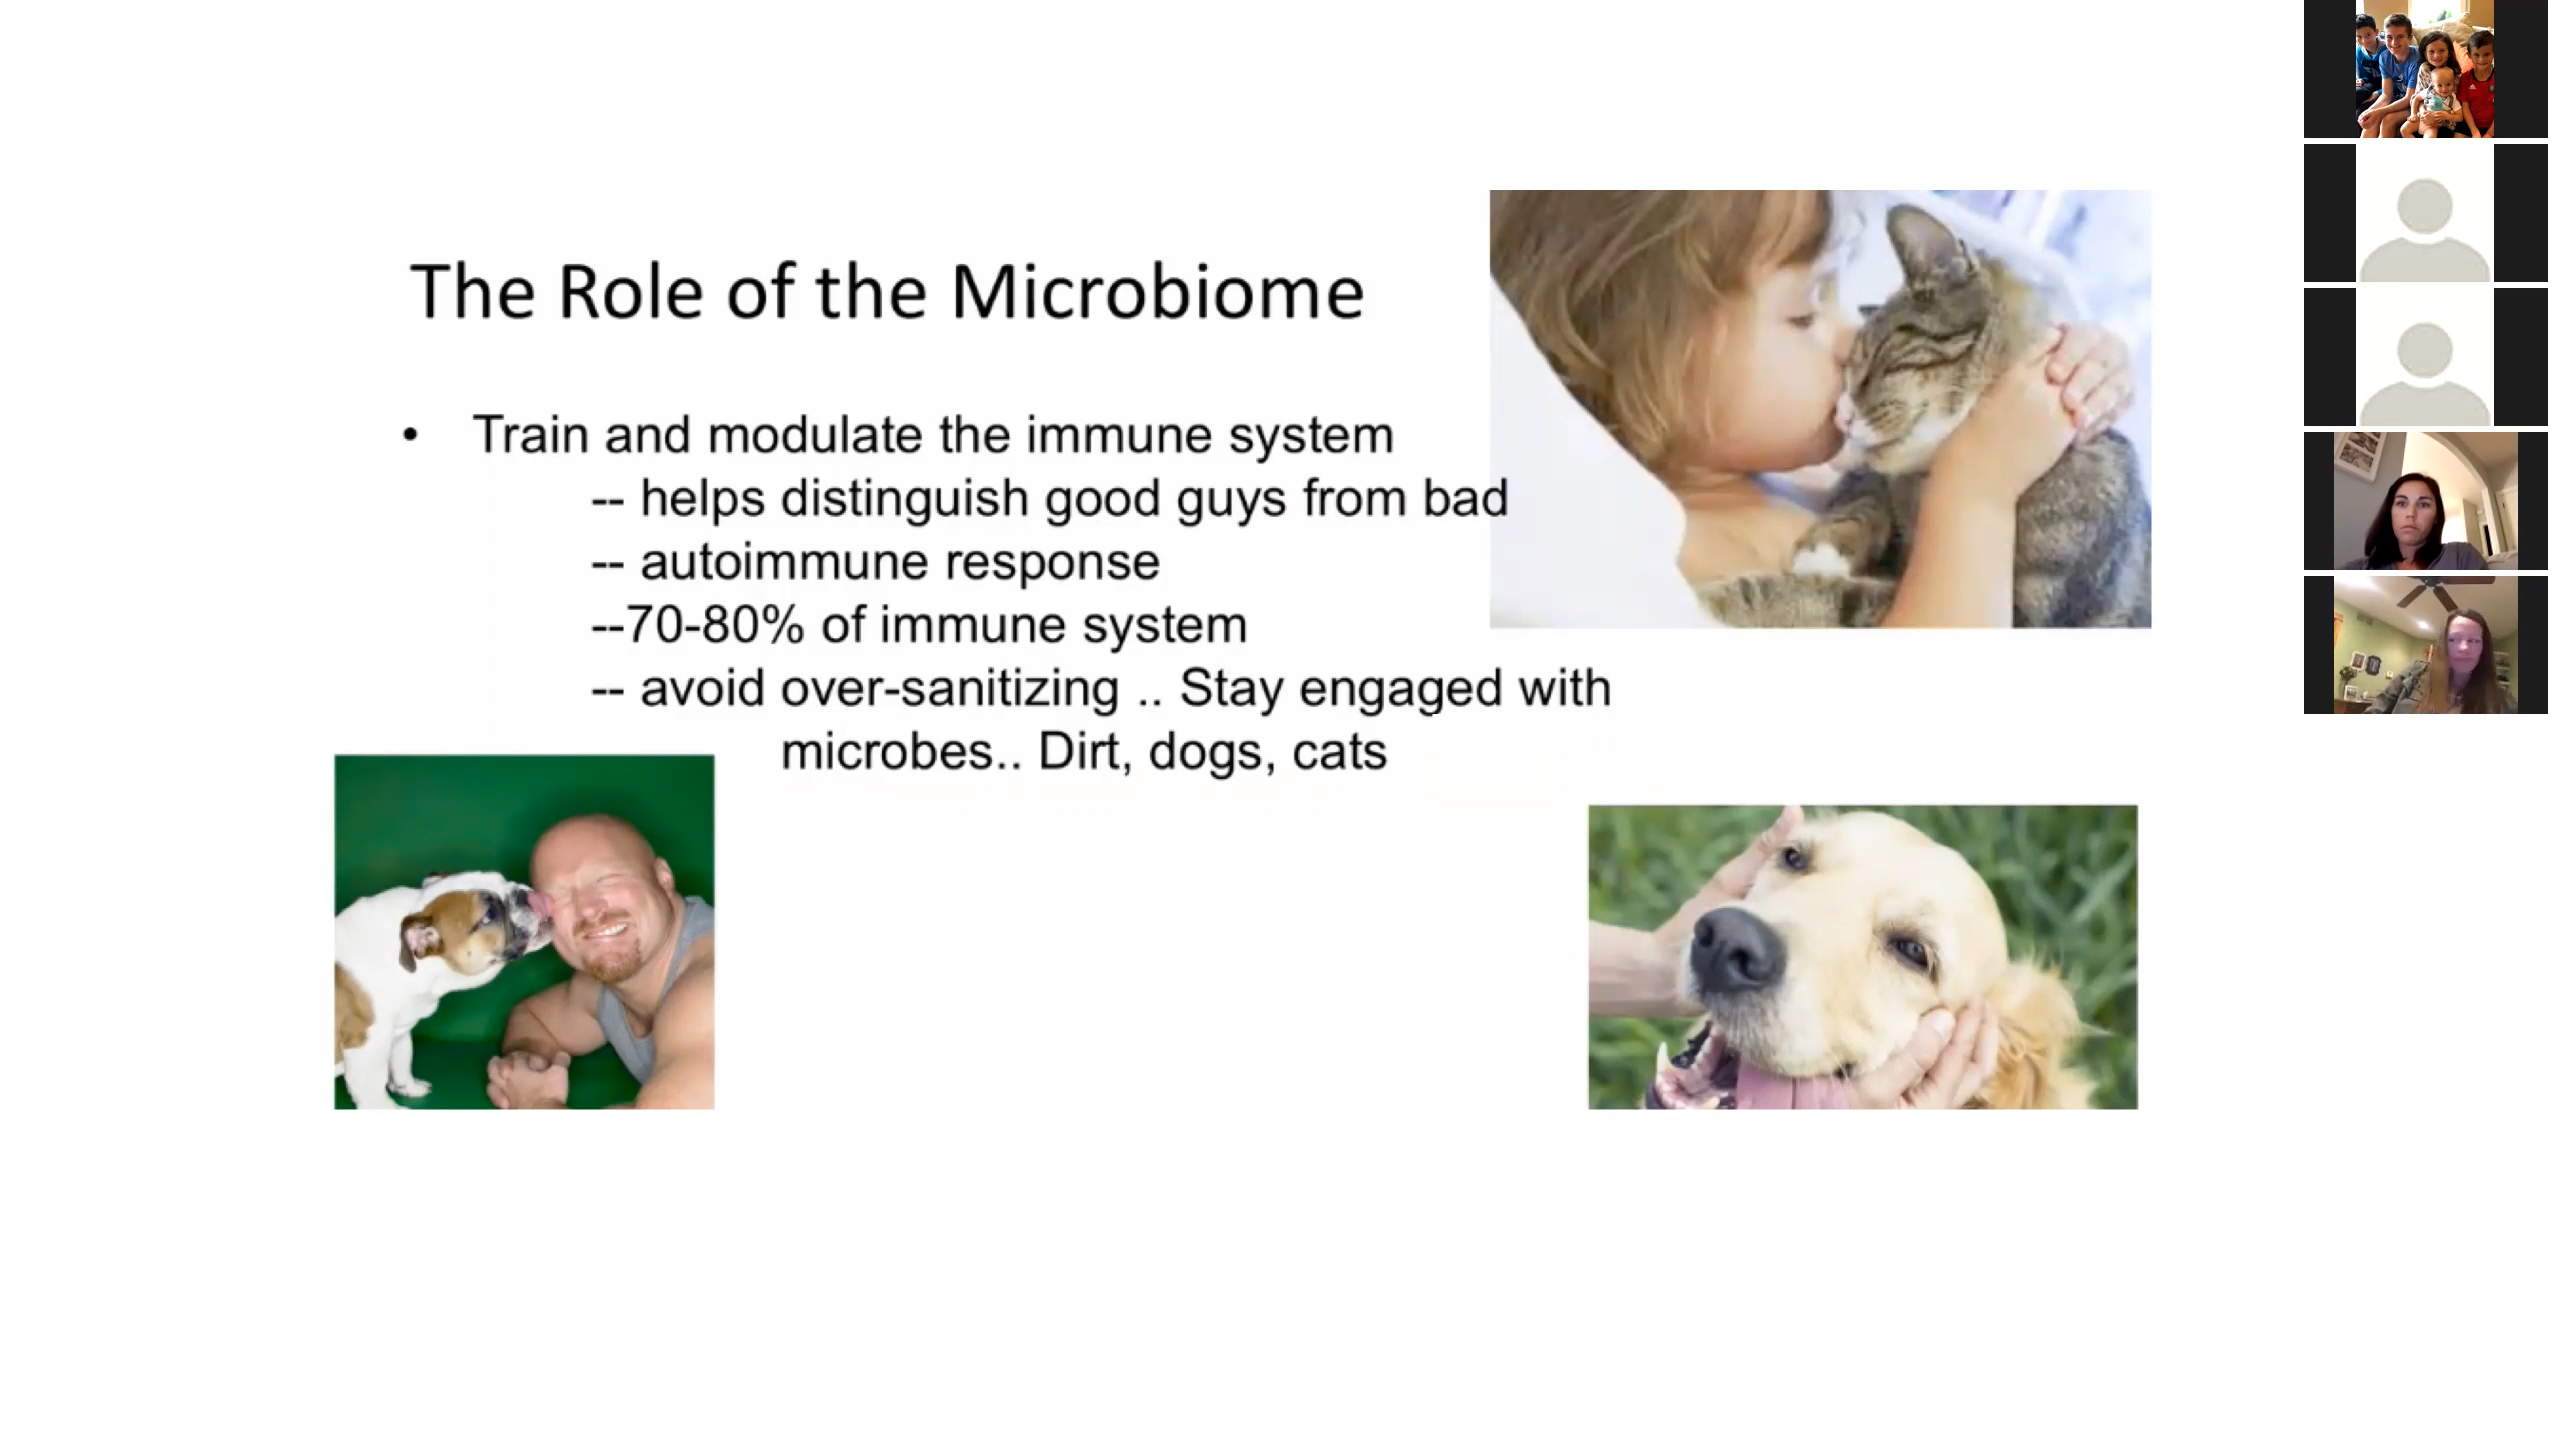 The Role of the Microbiome
• Train and modulate the immune system
-- helps distinguish good guys from bad
-- autoimmune response
--70-80% of immune system
-- avoid over-sanitizing .. Stay engaged with
microbes.. Dirt, dogs, cats